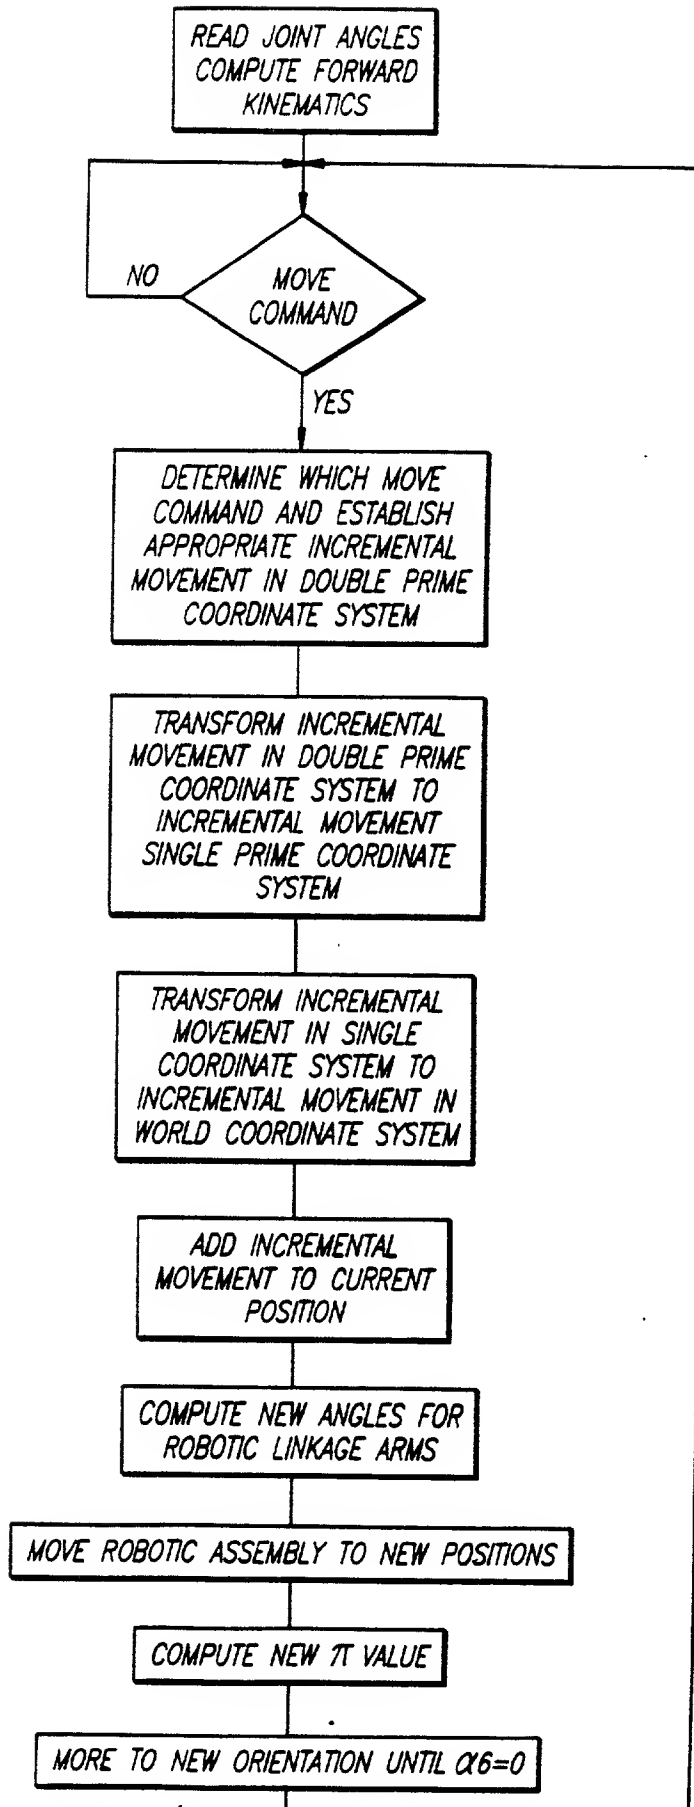 READ JOINT ANGLES
COMPUTE FORWARD
KINEMATICS
NO
MOVE
COMMAND
YES
DETERMINE WHICH MOVE
COMMAND AND ESTABLISH
APPROPRIATE INCREMENTAL
MOVEMENT IN DOUBLE PRIME
COORDINATE SYSTEM
TRANSFORM INCREMENTAL
MOVEMENT IN DOUBLE PRIME
COORDINATE SYSTEM TO
INCREMENTAL MOVEMENT
SINGLE PRIME COORDINATE
SYSTEM
TRANSFORM INCREMENTAL
MOVEMENT IN SINGLE
COORDINATE SYSTEM TO
INCREMENTAL MOVEMENT IN
WORLD COORDINATE SYSTEM
ADD INCREMENTAL
MOVEMENT TO CURRENT
POSITION
COMPUTE NEW ANGLES FOR
ROBOTIC LINKAGE ARMS
MOVE ROBOTIC ASSEMBLY TO NEW POSITIONS
COMPUTE NEW π VALUE
MORE TO NEW ORIENTATION UNTIL α6=0